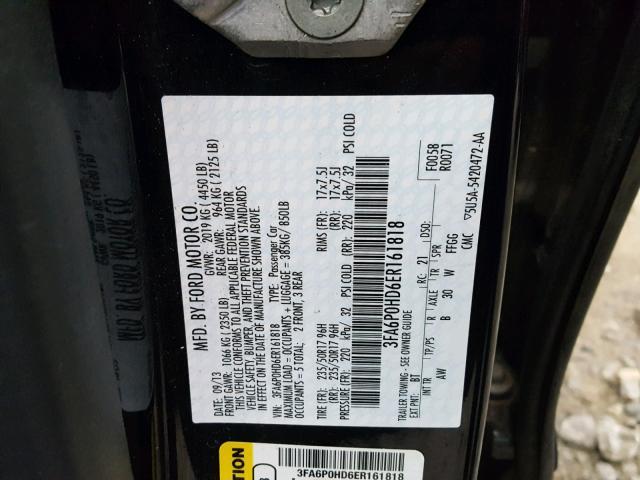 MFD. BY FORD MOTOR CO.
DATE: 09/13 GVWR: 2019 KG ( 4450 LB)
FRONT GAWR: 1066 KG ( 2350 LB) REAR GAWR: 964 KG ( 2125 LB)
THIS VEHICLE CONFORMS TO ALL APPLICABLE FEDERAL MOTOR
VEHICLE SAFETY, BUMPER, AND THEFT PREVENTION STANDARDS
IN EFFECT ON THE DATE OF MANUFACTURE SHOWN ABOVE.
VIN: 3FA6P0HD6ER161818 TYPE: Passenger Car
MAXIMUM LOAD = OCCUPANTS + LUGGAGE = 385KG/ 850LB
OCCUPANTS = 5 TOTAL: 2 FRONT, 3 REAR
TIRE (FR): 235/50R17 96H RIMS (FR): 17x7.5J
(RR): 235/50R17 96H (RR): 17x7.5J
PRESSURE (FR): 220 kPa/ 32 PSI COLD (RR): 220 kPa/ 32 PSI COLD
3FA6P0HD6ER161818
F0058
R0071
TRAILER TOWING - SEE OWNER GUIDE
EXT PNT: BT RC: 21 DSO:
INT TR TP/PS R AXLE TR SPR
AW B 30 W FFGG
CMC 5U5A-5420472-AA
3FA6P0HD6ER161818